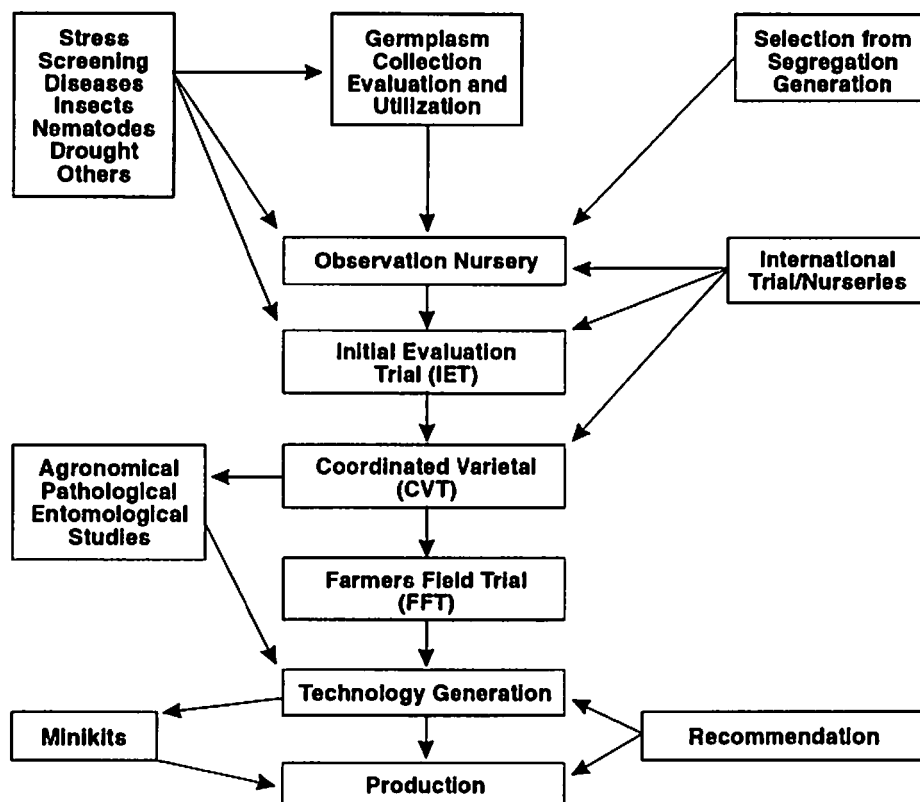 Stress
Screening
Diseases
Insects
Nematodes
Drought
Others
Germplasm
Collection
Evaluation and
Utilization
Selection from
Segregation
Generation
Observation Nursery
International
Trial/Nurseries
Initial Evaluation
Trial (IET)
Coordinated Varietal
(CVT)
Agronomical
Pathological
Entomological
Studies
Farmers Field Trial
(FFT)
Technology Generation
Minikits
Recommendation
Production